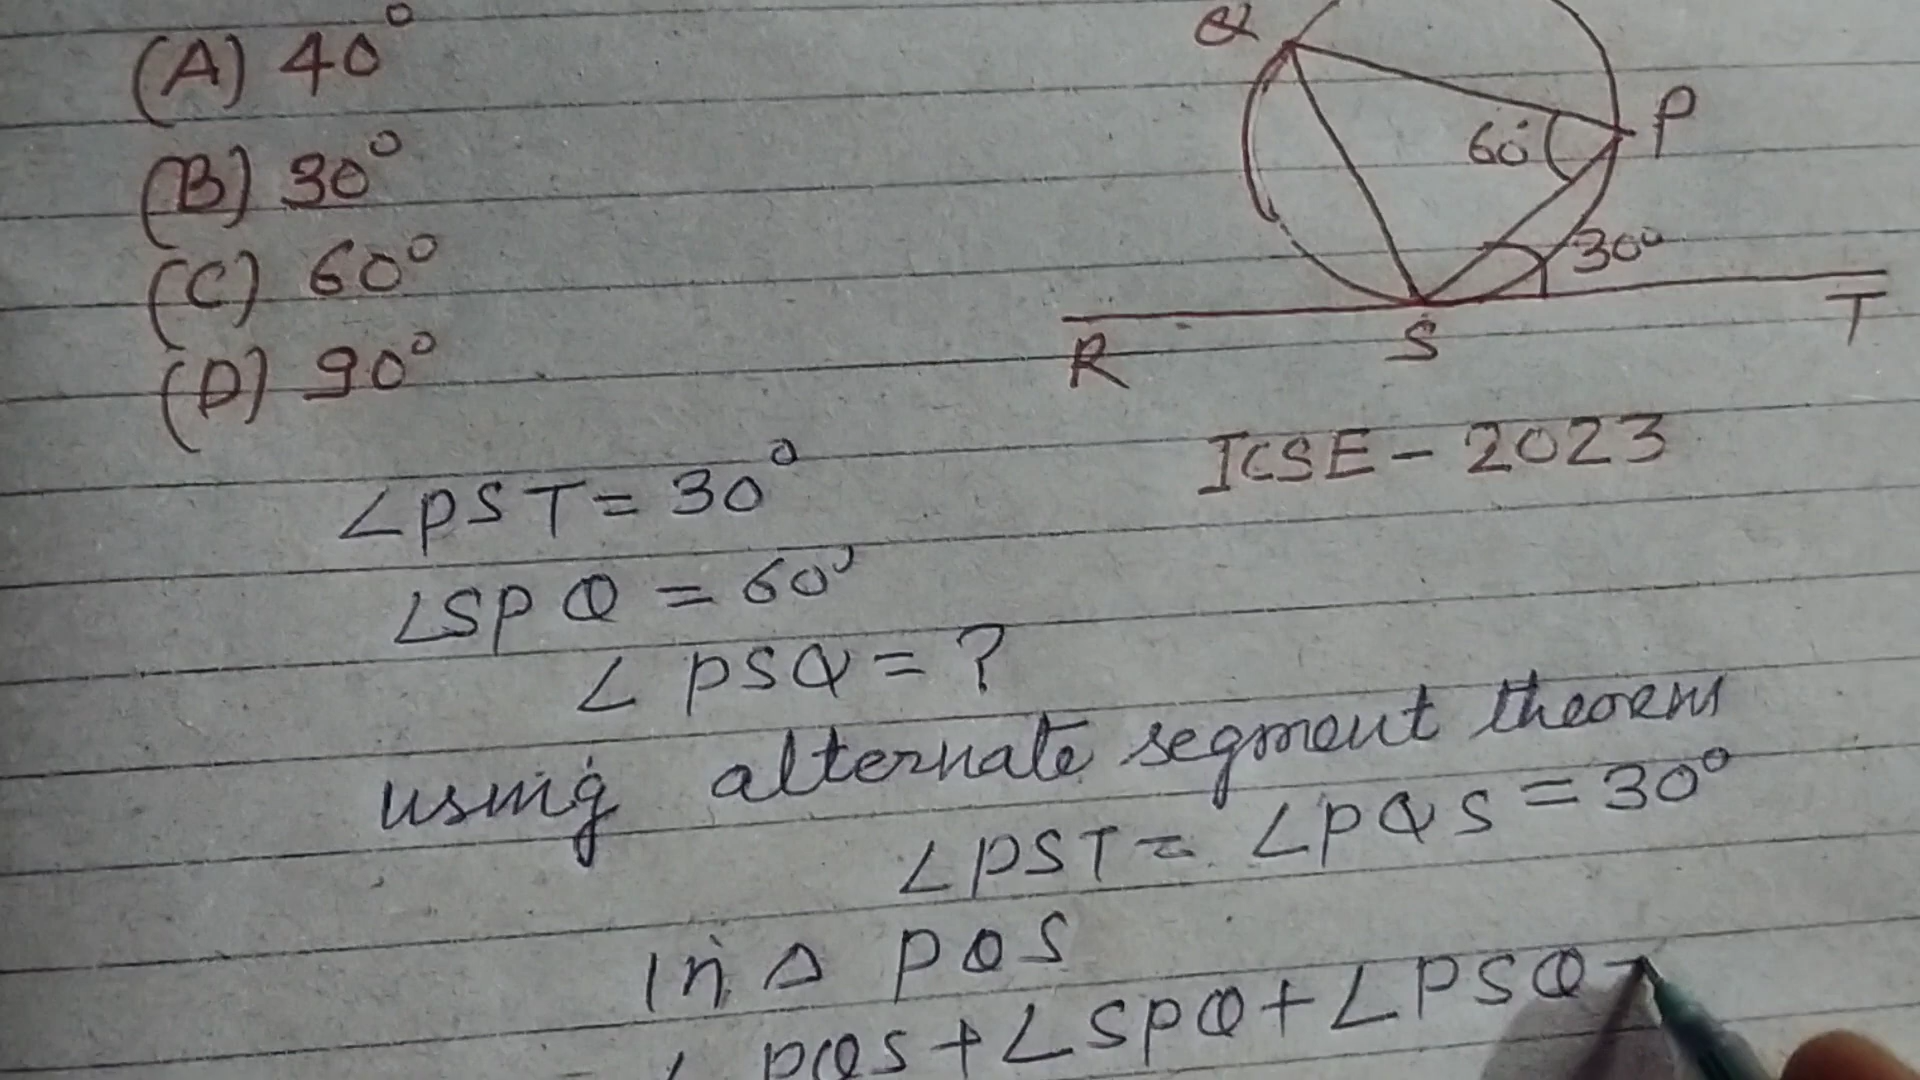 (A) 40°
(B) 30°
(C) 60°
(D) 90°
Q
P
60°
30°
R
S
T
ICSE - 2023
∠PST = 30°
∠SPQ = 60°
∠PSQ = ?
using alternate segment theorem
∠PST = ∠PQS = 30°
In △ PQS
∠PQS + ∠SPQ + ∠PSQ